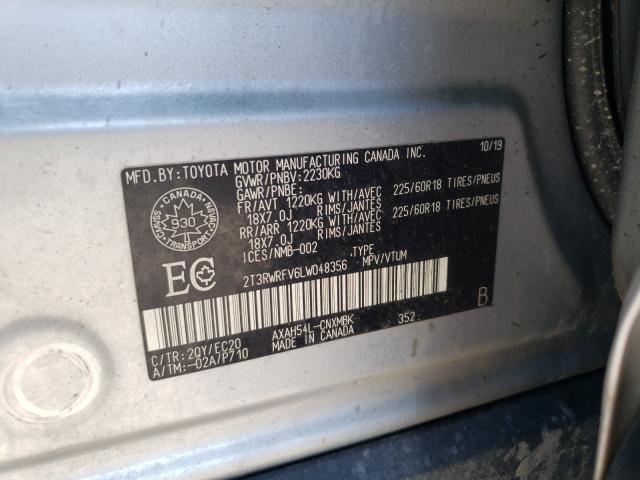 MFD. BY: TOYOTA MOTOR MANUFACTURING CANADA INC. 10/19
GVWR/PNBV: 2230KG
GAWR/PNBE:
FR/AVT 1220KG WITH/AVEC 225/60R18 TIRES/PNEUS
18X7.0J RIMS/JANTES
RR/ARR 1220KG WITH/AVEC 225/60R18 TIRES/PNEUS
18X7.0J RIMS/JANTES
ICES/NMB-002 TYPE
2T3RWRFV6LW048356 MPV/VTUM
CANADA
930
TRANSPORT
EC
B
C/TR: 2QY/EC20 AXAH54L-CNXMBK 352.
A/TM:-02A/P710 MADE IN CANADA